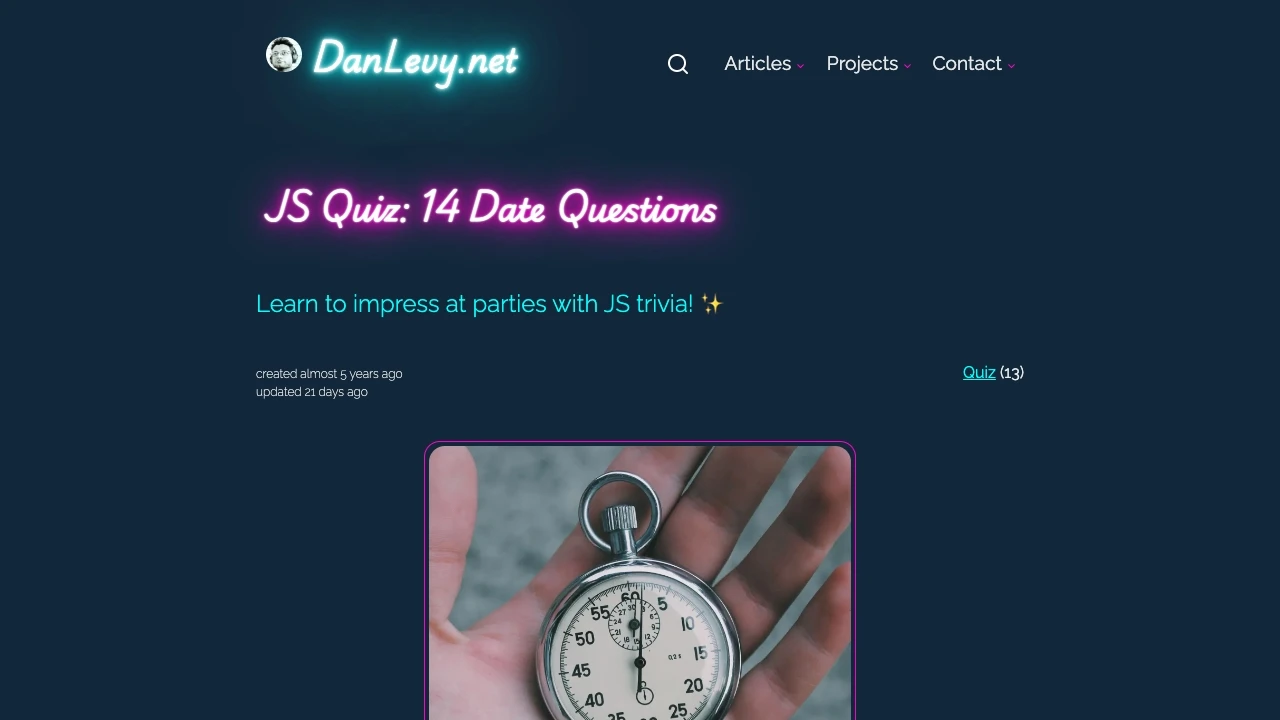 DanLevy.net
Articles
Projects
Contact
JS Quiz: 14 Date Questions
Learn to impress at parties with JS trivia! ✨
created almost 5 years ago
updated 21 days ago
Quiz (13)
60
55
5
50
10
45
15
40
20
35
25
30